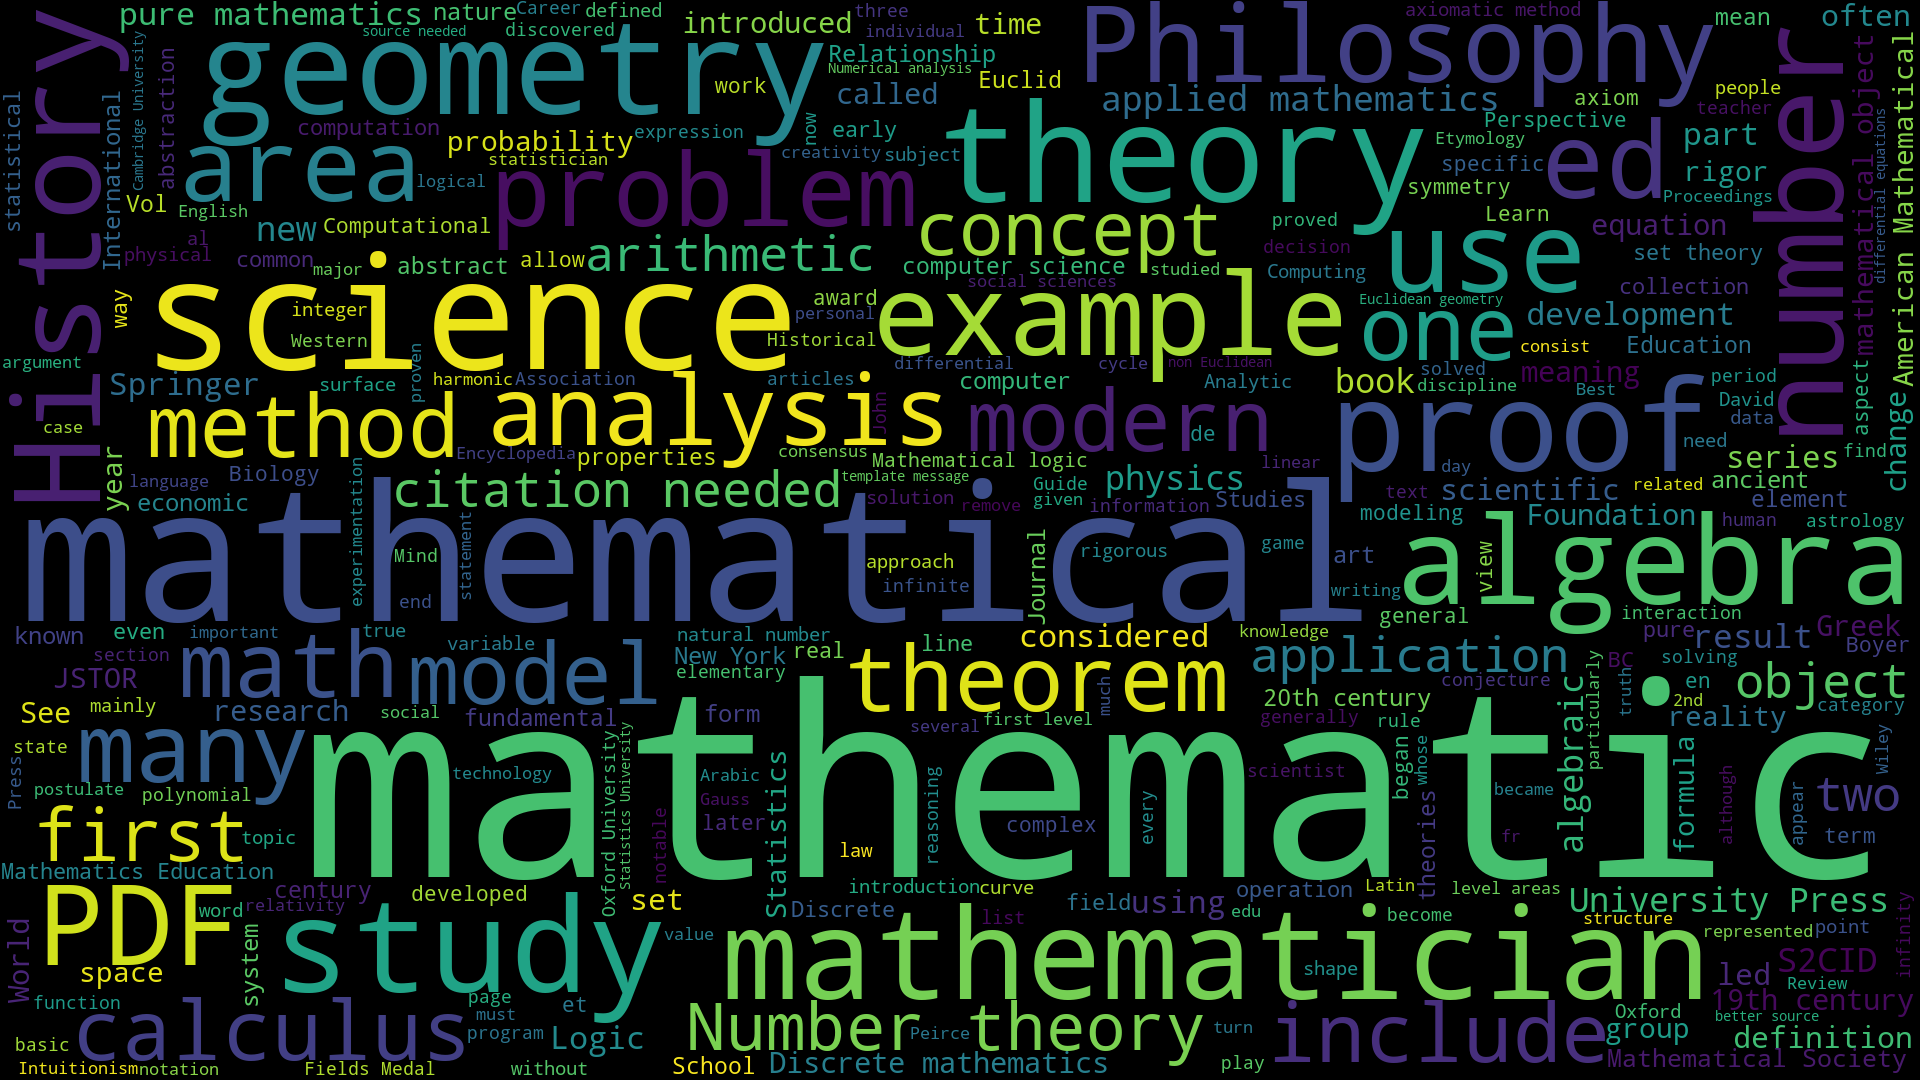 pure mathematics nature Career defined
source needed discovered
introduced
three
individual
time
axiomatic method
mean
often
History
geometry
Philosophy
number
Relationship
Numerical analysis
Euclid
work
called
applied mathematics
axiom
people
teacher
statistical
International
Cambridge University
abstraction
computation
probability
expression
now
early
Perspective
Etymology
part
mathematical object
differential equations
American Mathematical
area
statistician
logical
problem
creativity
subject
theory
specific
ed
rigor
symmetry
Proceedings
Vol
English
new
Computational
concept
proved
Learn
equation
al
physical
common
major
abstract
allow
arithmetic
computer science
studied
decision
Computing
use
set theory
social sciences
collection
way
science
integer
Western
award
personal
Historical
example
Euclidean geometry
one
development
consist
Education
argument
Springer
surface
proven
harmonic
Association
articles
differential
cycle
non Euclidean
computer
Analytic
book
solved
discipline
meaning
Best
period
David
data
aspect
change
case
method
analysis
John
modern
de
proof
need
find
year
language
Biology
Encyclopedia
properties
consensus
Mathematical logic
physics
linear
day
series
ancient
economic
experimentation
citation needed
template message
solution
remove
Guide
given
information
Studies
text
scientific
related
element
mathematical
Mind
statement
end
approach
infinite
Journal
rigorous
game
modeling
Foundation
human
astrology
art
view
algebra
writing
general
interaction
known
even
important
true
variable
natural number
real
line
considered
knowledge
pure
result
Greek
Boyer
section
JSTOR
math
model
New York
elementary
theorem
application
conjecture
BC
solving
truth
en
object
See
mainly
research
social
fundamental
form
several
first level
much
20th century
generally
rule
algebraic
particularly
2nd
reality
category
state
many
Press
postulate
polynomial
technology
Oxford University
Statistics University
Arabic
Gauss
later
Statistics
mathematic
scientist
began
whose
became
formula
although
appear
two
Wiley
term
first
topic
notable
law
reasoning
complex
every
theories
fr
Mathematics Education
century
developed
set
introduction
curve
operation
Latin
level areas
University Press
PDF
word
relativity
Discrete
list
field
using
edu
become
structure
represented
point
infinity
World
space
system
study
value
mathematician
shape
led
S2CID
Review
function
page
must
et
19th century
calculus
program
Logic
Number theory
Peirce
turn
include
Oxford
better source
group
definition
basic
Intuitionism
notation
Fields Medal
without
School
Discrete mathematics
play
Mathematical Society